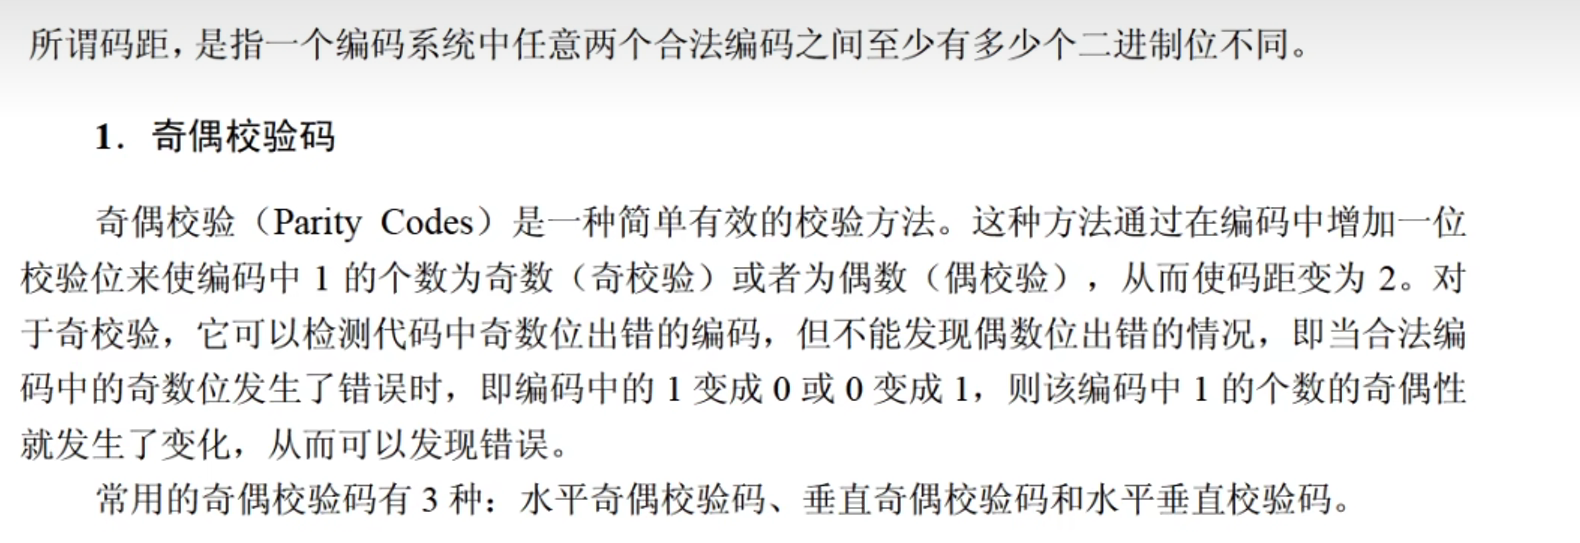 所谓码距，是指一个编码系统中任意两个合法编码之间至少有多少个二进制位不同。
1．奇偶校验码
奇偶校验（Parity Codes）是一种简单有效的校验方法。这种方法通过在编码中增加一位
校验位来使编码中 1 的个数为奇数（奇校验）或者为偶数（偶校验），从而使码距变为 2。对
于奇校验，它可以检测代码中奇数位出错的编码，但不能发现偶数位出错的情况，即当合法编
码中的奇数位发生了错误时，即编码中的 1 变成 0 或 0 变成 1，则该编码中 1 的个数的奇偶性
就发生了变化，从而可以发现错误。
常用的奇偶校验码有 3 种：水平奇偶校验码、垂直奇偶校验码和水平垂直校验码。